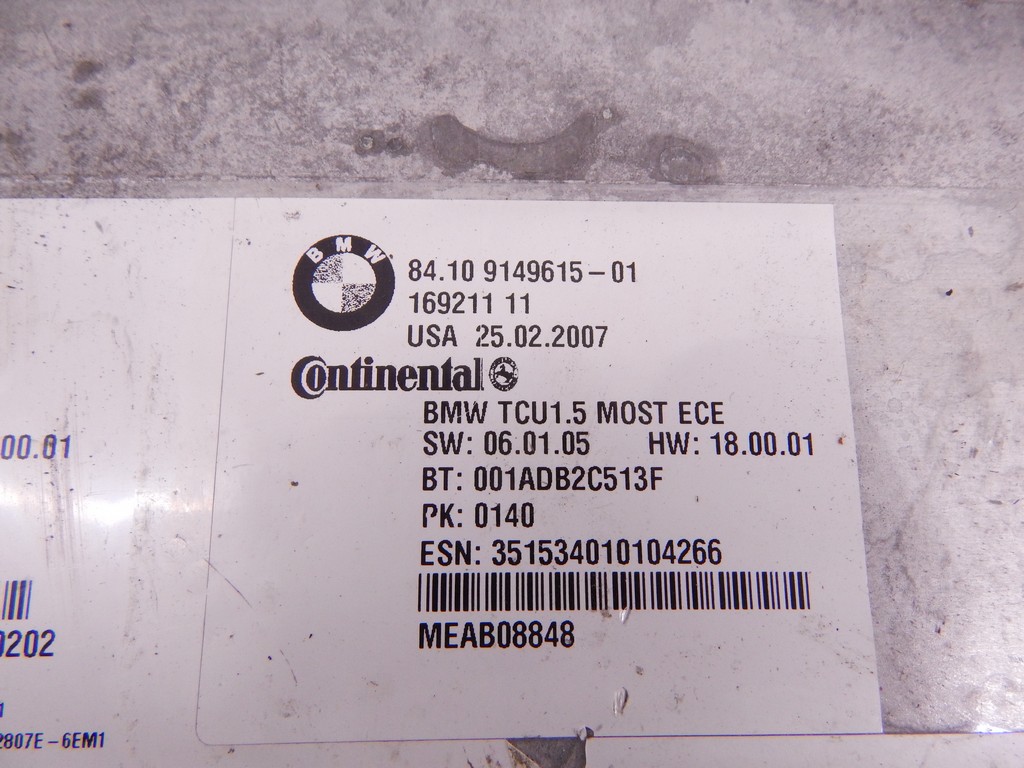 BMW
84.10 9149615-01
169211 11
USA 25.02.2007
Continental
BMW TCU1.5 MOST ECE
SW: 06.01.05 HW: 18.00.01
BT: 001ADB2C513F
PK: 0140
ESN: 351534010104266
MEAB08848
00.01
0202
1
2807E-6EM1